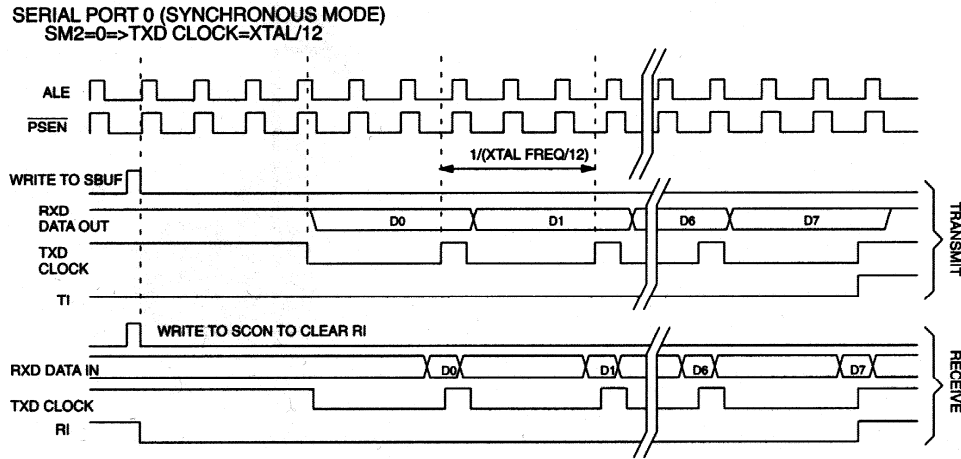 SERIAL PORT 0 (SYNCHRONOUS MODE)
SM2=0=>TXD CLOCK=XTAL/12
ALE
PSEN
1/(XTAL FREQ/12)
WRITE TO SBUF
RXD
DATA OUT
D0
D1
D6
D7
TXD
CLOCK
TI
TRANSMIT
WRITE TO SCON TO CLEAR RI
RXD DATA IN
D0
D1
D6
D7
TXD CLOCK
RI
RECEIVE